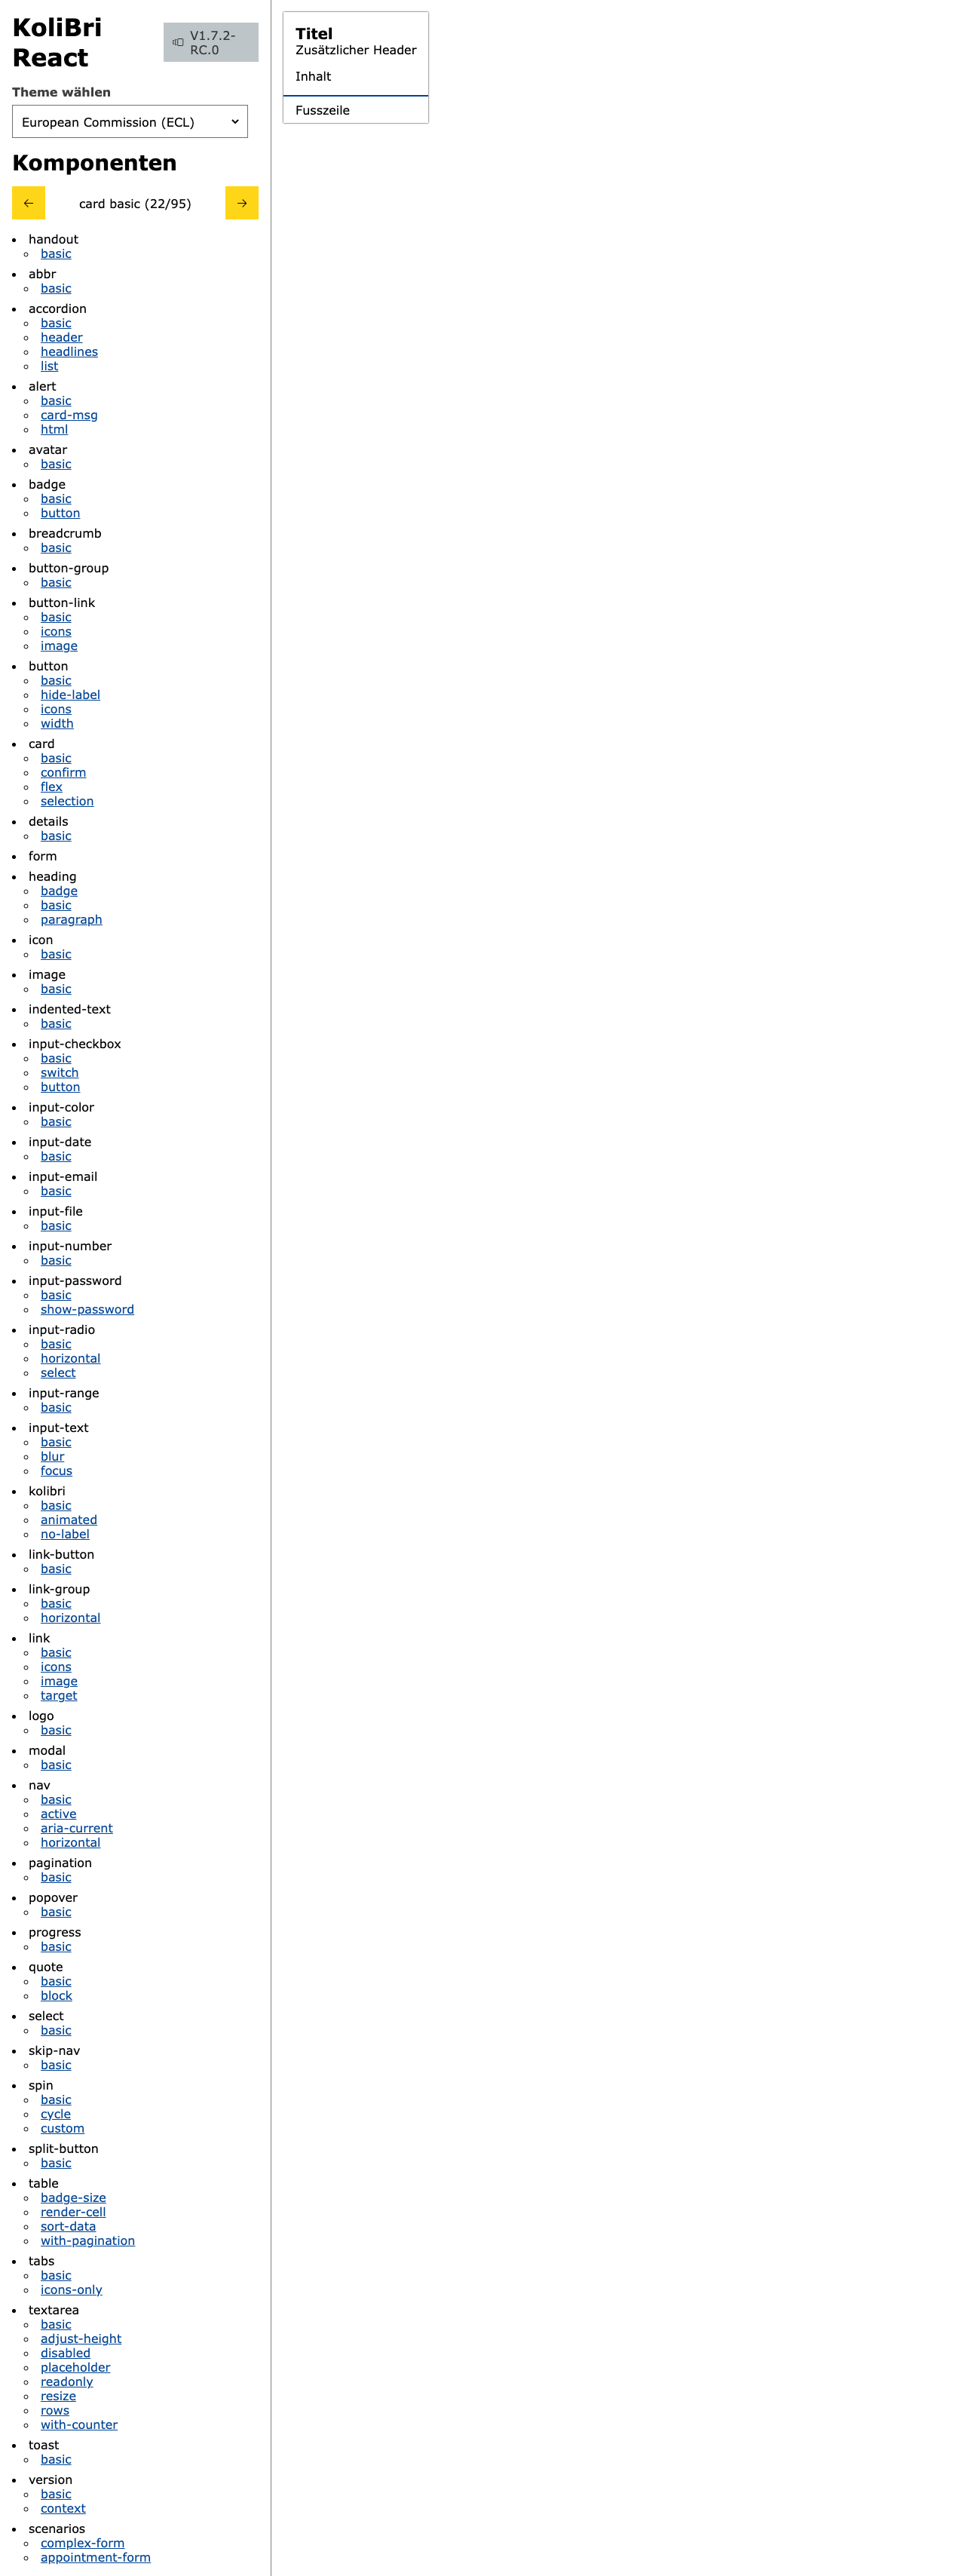 KoliBri
React
V1.7.2-
RC.0
Theme wählen
European Commission (ECL)
Komponenten
card basic (22/95)
handout
basic
abbr
basic
accordion
basic
header
headlines
list
alert
basic
card-msg
html
avatar
basic
badge
basic
button
breadcrumb
basic
button-group
basic
button-link
basic
icons
image
button
basic
hide-label
icons
width
card
basic
confirm
flex
selection
details
basic
form
heading
badge
basic
paragraph
icon
basic
image
basic
indented-text
basic
input-checkbox
basic
switch
button
input-color
basic
input-date
basic
input-email
basic
input-file
basic
input-number
basic
input-password
basic
show-password
input-radio
basic
horizontal
select
input-range
basic
input-text
basic
blur
focus
kolibri
basic
animated
no-label
link-button
basic
link-group
basic
horizontal
link
basic
icons
image
target
logo
basic
modal
basic
nav
basic
active
aria-current
horizontal
pagination
basic
popover
basic
progress
basic
quote
basic
block
select
basic
skip-nav
basic
spin
basic
cycle
custom
split-button
basic
table
badge-size
render-cell
sort-data
with-pagination
tabs
basic
icons-only
textarea
basic
adjust-height
disabled
placeholder
readonly
resize
rows
with-counter
toast
basic
version
basic
context
scenarios
complex-form
appointment-form
Titel
Zusätzlicher Header
Inhalt
Fusszeile